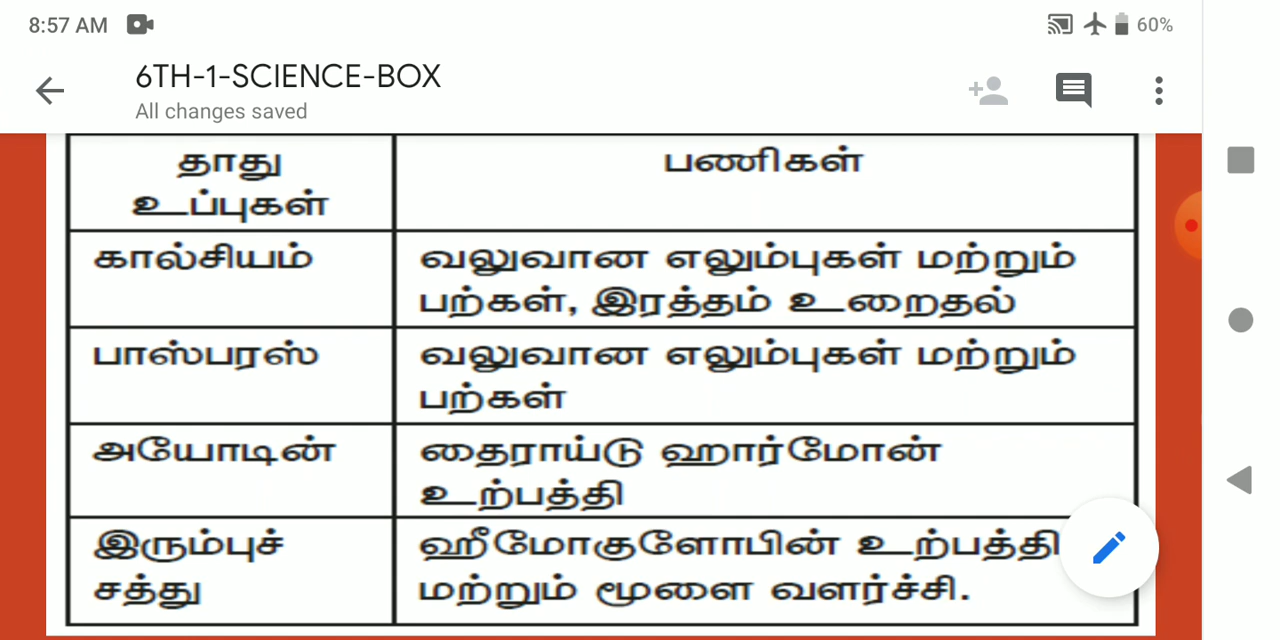 8:57 AM
60%
6TH-1-SCIENCE-BOX
All changes saved
தாது
உப்புகள்
பணிகள்
கால்சியம்
வலுவான எலும்புகள் மற்றும்
பற்கள், இரத்தம் உறைதல்
பாஸ்பரஸ்
வலுவான எலும்புகள் மற்றும்
பற்கள்
அயோடின்
தைராய்டு ஹார்மோன்
உற்பத்தி
இரும்புச்
சத்து
ஹீமோகுளோபின் உற்பத்தி
மற்றும் மூளை வளர்ச்சி.